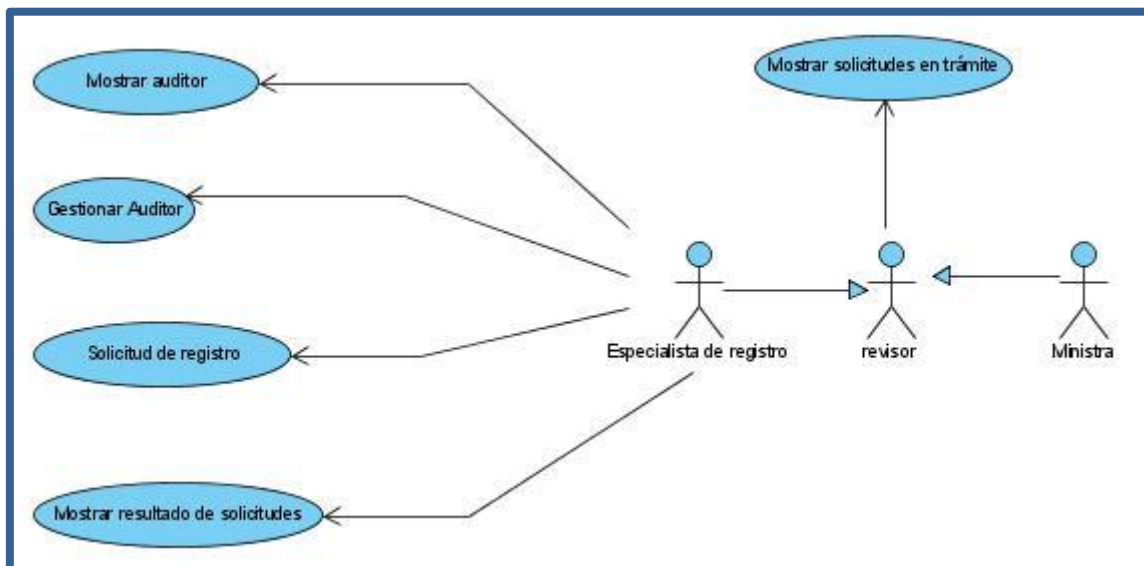 Mostrar auditor
Mostrar solicitudes en trámite
Gestionar Auditor
Solicitud de registro
Especialista de registro
revisor
Ministra
Mostrar resultado de solicitudes